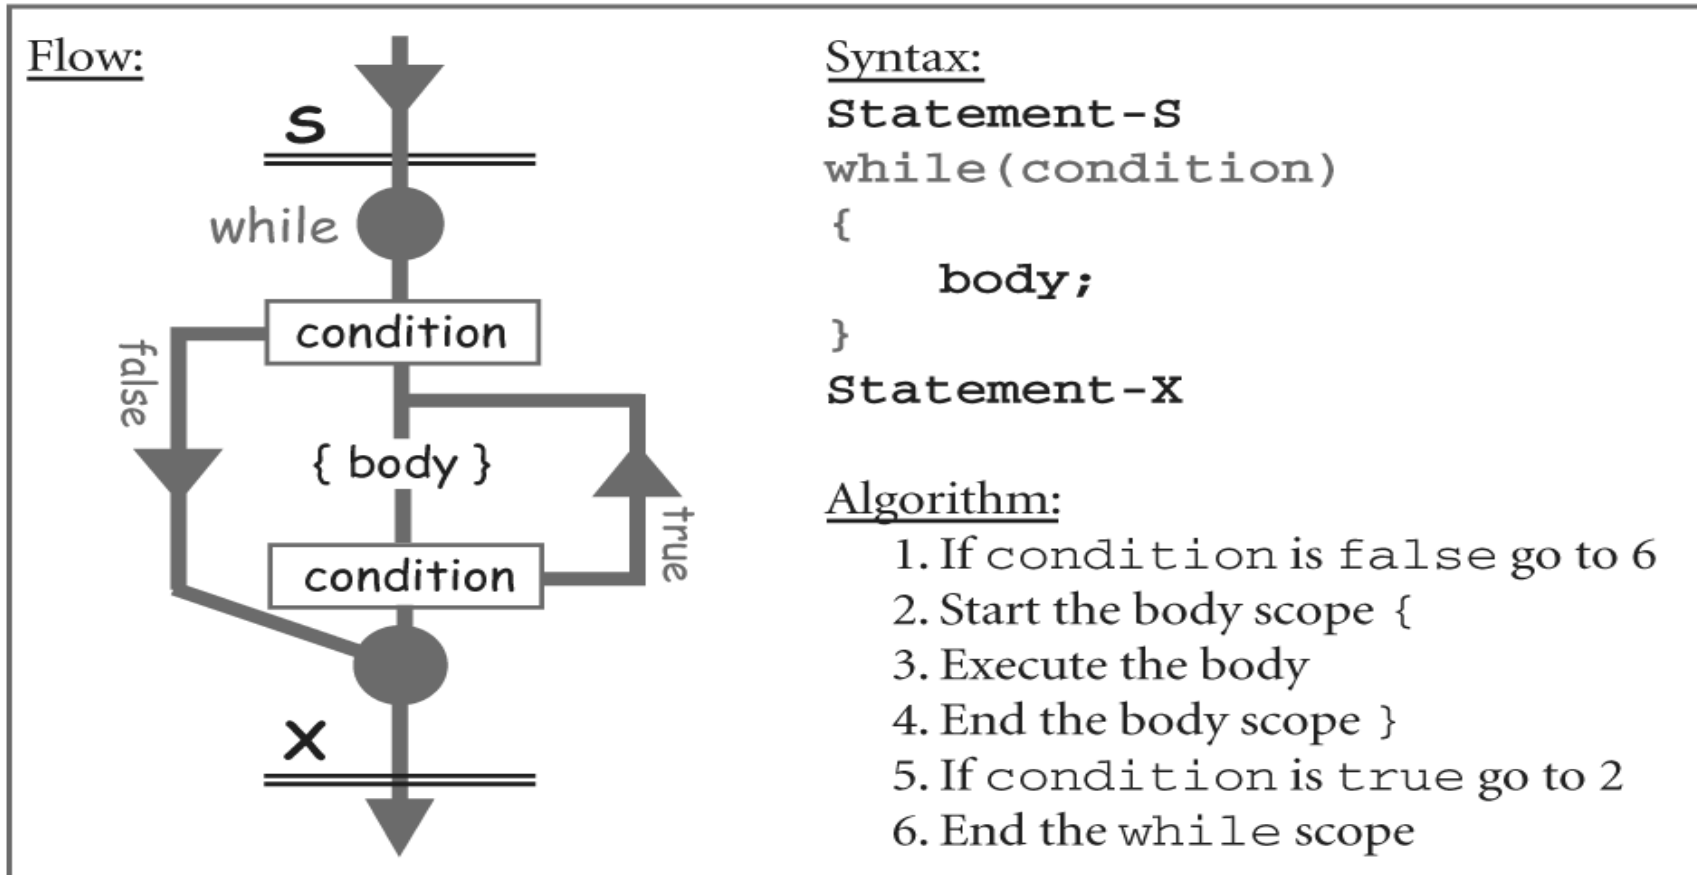 Flow:
S
while
condition
false
{ body }
true
condition
X
Syntax:
Statement-S
while(condition)
{
body;
}
Statement-X
Algorithm:
1. If condition is false go to 6
2. Start the body scope {
3. Execute the body
4. End the body scope }
5. If condition is true go to 2
6. End the while scope